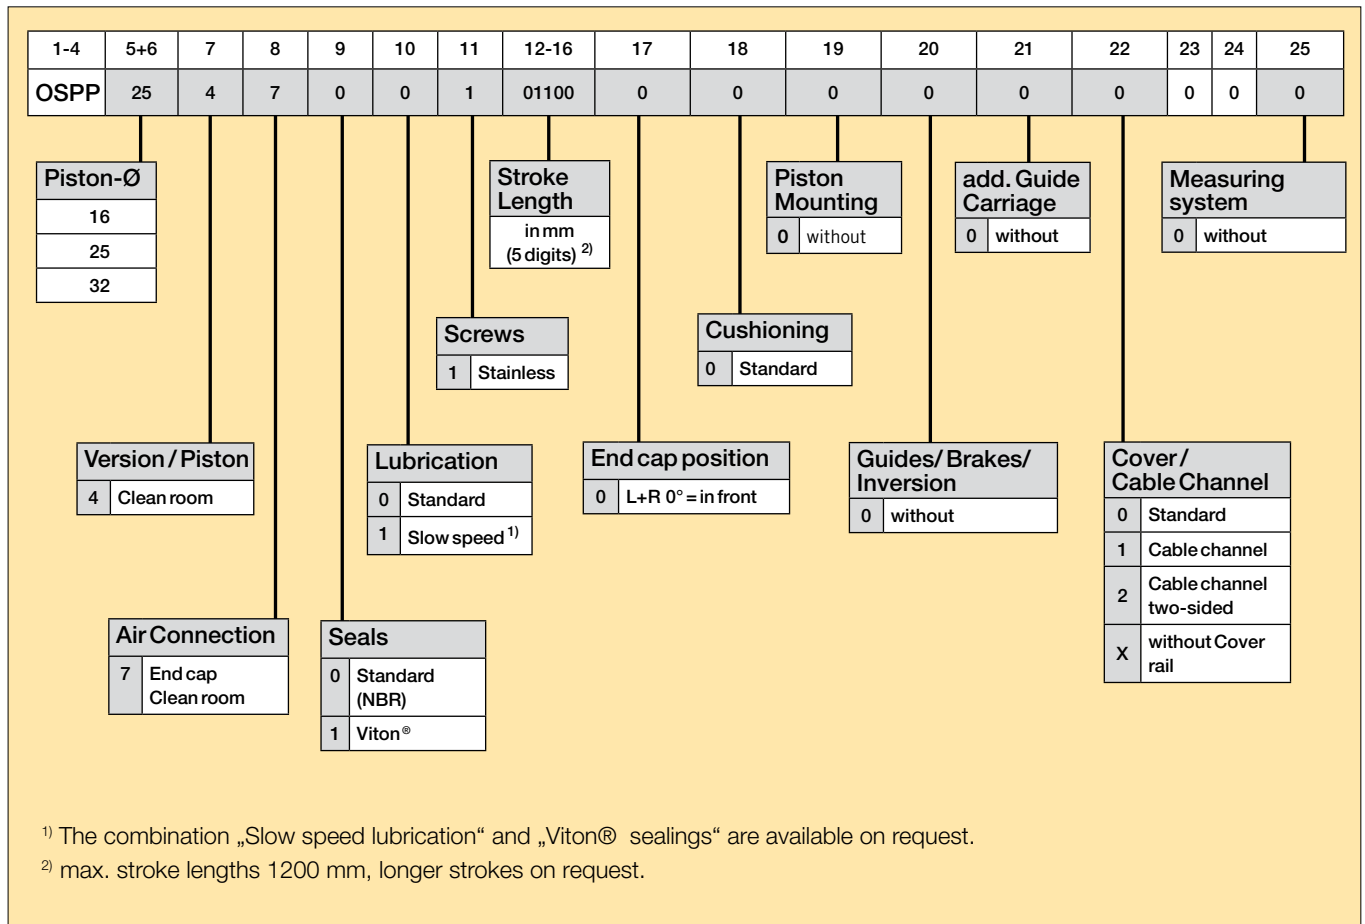 1-4 5+6 7 8 9 10 11 12-16 17 18 19 20 21 22 23 24 25
OSPP 25 4 7 0 0 1 01100 0 0 0 0 0 0 0 0 0
Piston-Ø
16
25
32
Stroke
Length
in mm
(5 digits) 2)
Piston
Mounting
0 without
add. Guide
Carriage
0 without
Measuring
system
0 without
Screws
1 Stainless
Cushioning
0 Standard
Version / Piston
4 Clean room
Lubrication
0 Standard
1 Slow speed 1)
End cap position
0 L+R 0° = in front
Guides/ Brakes/
Inversion
0 without
Cover /
Cable Channel
0 Standard
1 Cable channel
2 Cable channel
two-sided
X without Cover
rail
Air Connection
7 End cap
Clean room
Seals
0 Standard
(NBR)
1 Viton®
1) The combination „Slow speed lubrication“ and „Viton® sealings“ are available on request.
2) max. stroke lengths 1200 mm, longer strokes on request.